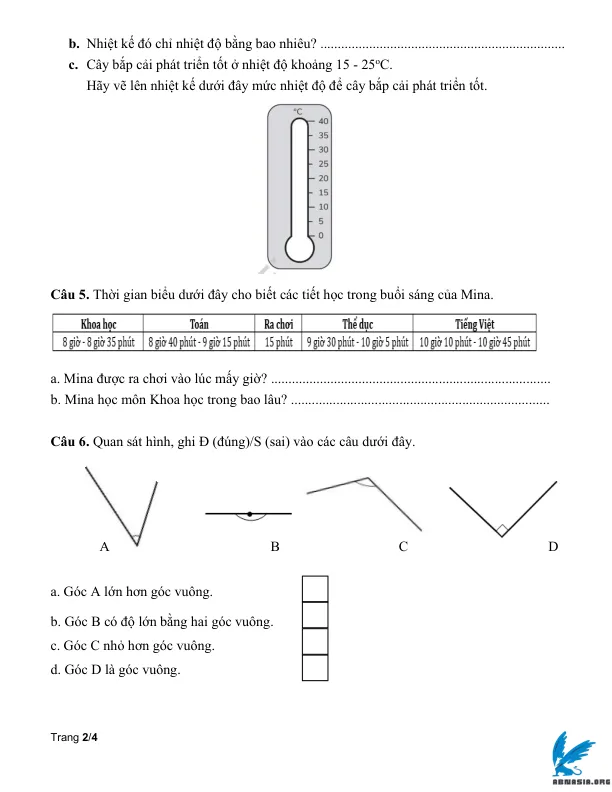 b. Nhiệt kế đó chỉ nhiệt độ bằng bao nhiêu? ......................................................................
c. Cây bắp cải phát triển tốt ở nhiệt độ khoảng 15 - 25°C.
Hãy vẽ lên nhiệt kế dưới đây mức nhiệt độ để cây bắp cải phát triển tốt.
°C
40
35
30
25
20
15
10
5
0
Câu 5. Thời gian biểu dưới đây cho biết các tiết học trong buổi sáng của Mina.
Khoa học Toán Ra chơi Thể dục Tiếng Việt
8 giờ - 8 giờ 35 phút 8 giờ 40 phút - 9 giờ 15 phút 15 phút 9 giờ 30 phút - 10 giờ 5 phút 10 giờ 10 phút - 10 giờ 45 phút
a. Mina được ra chơi vào lúc mấy giờ? ................................................................................
b. Mina học môn Khoa học trong bao lâu? ..........................................................................
Câu 6. Quan sát hình, ghi Đ (đúng)/S (sai) vào các câu dưới đây.
A B C D
a. Góc A lớn hơn góc vuông.
b. Góc B có độ lớn bằng hai góc vuông.
c. Góc C nhỏ hơn góc vuông.
d. Góc D là góc vuông.
Trang 2/4
ABNASIA.ORG